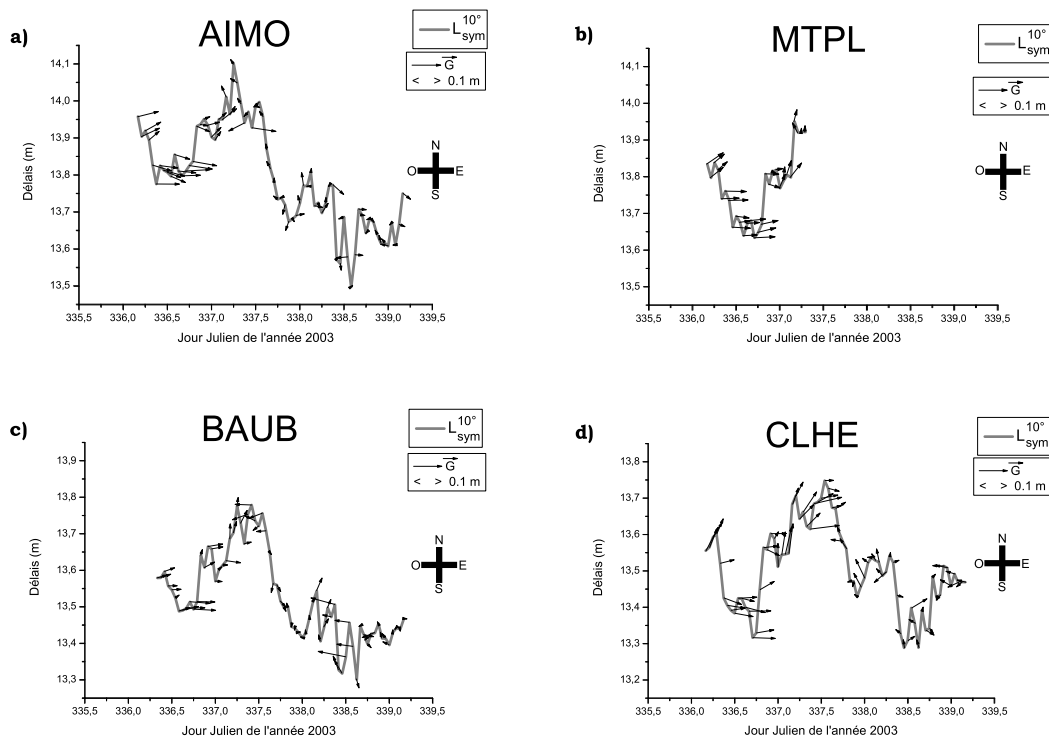 a)
AIMO
L 10° sym
G
< > 0.1 m
Délais (m)
14,1
14,0
13,9
13,8
13,7
13,6
13,5
N
O E
S
335,5 336,0 336,5 337,0 337,5 338,0 338,5 339,0 339,5
Jour Julien de l'année 2003
b)
MTPL
L 10° sym
G
< > 0.1 m
Délais (m)
14,1
14,0
13,9
13,8
13,7
13,6
13,5
N
O E
S
335,5 336,0 336,5 337,0 337,5 338,0 338,5 339,0 339,5
Jour Julien de l'année 2003
c)
BAUB
L 10° sym
G
< > 0.1 m
Délais (m)
13,9
13,8
13,7
13,6
13,5
13,4
13,3
N
O E
S
335,5 336,0 336,5 337,0 337,5 338,0 338,5 339,0 339,5
Jour Julien de l'année 2003
d)
CLHE
L 10° sym
G
< > 0.1 m
Délais (m)
13,8
13,7
13,6
13,5
13,4
13,3
13,2
N
O E
S
335,5 336,0 336,5 337,0 337,5 338,0 338,5 339,0 339,5
Jour Julien de l'année 2003